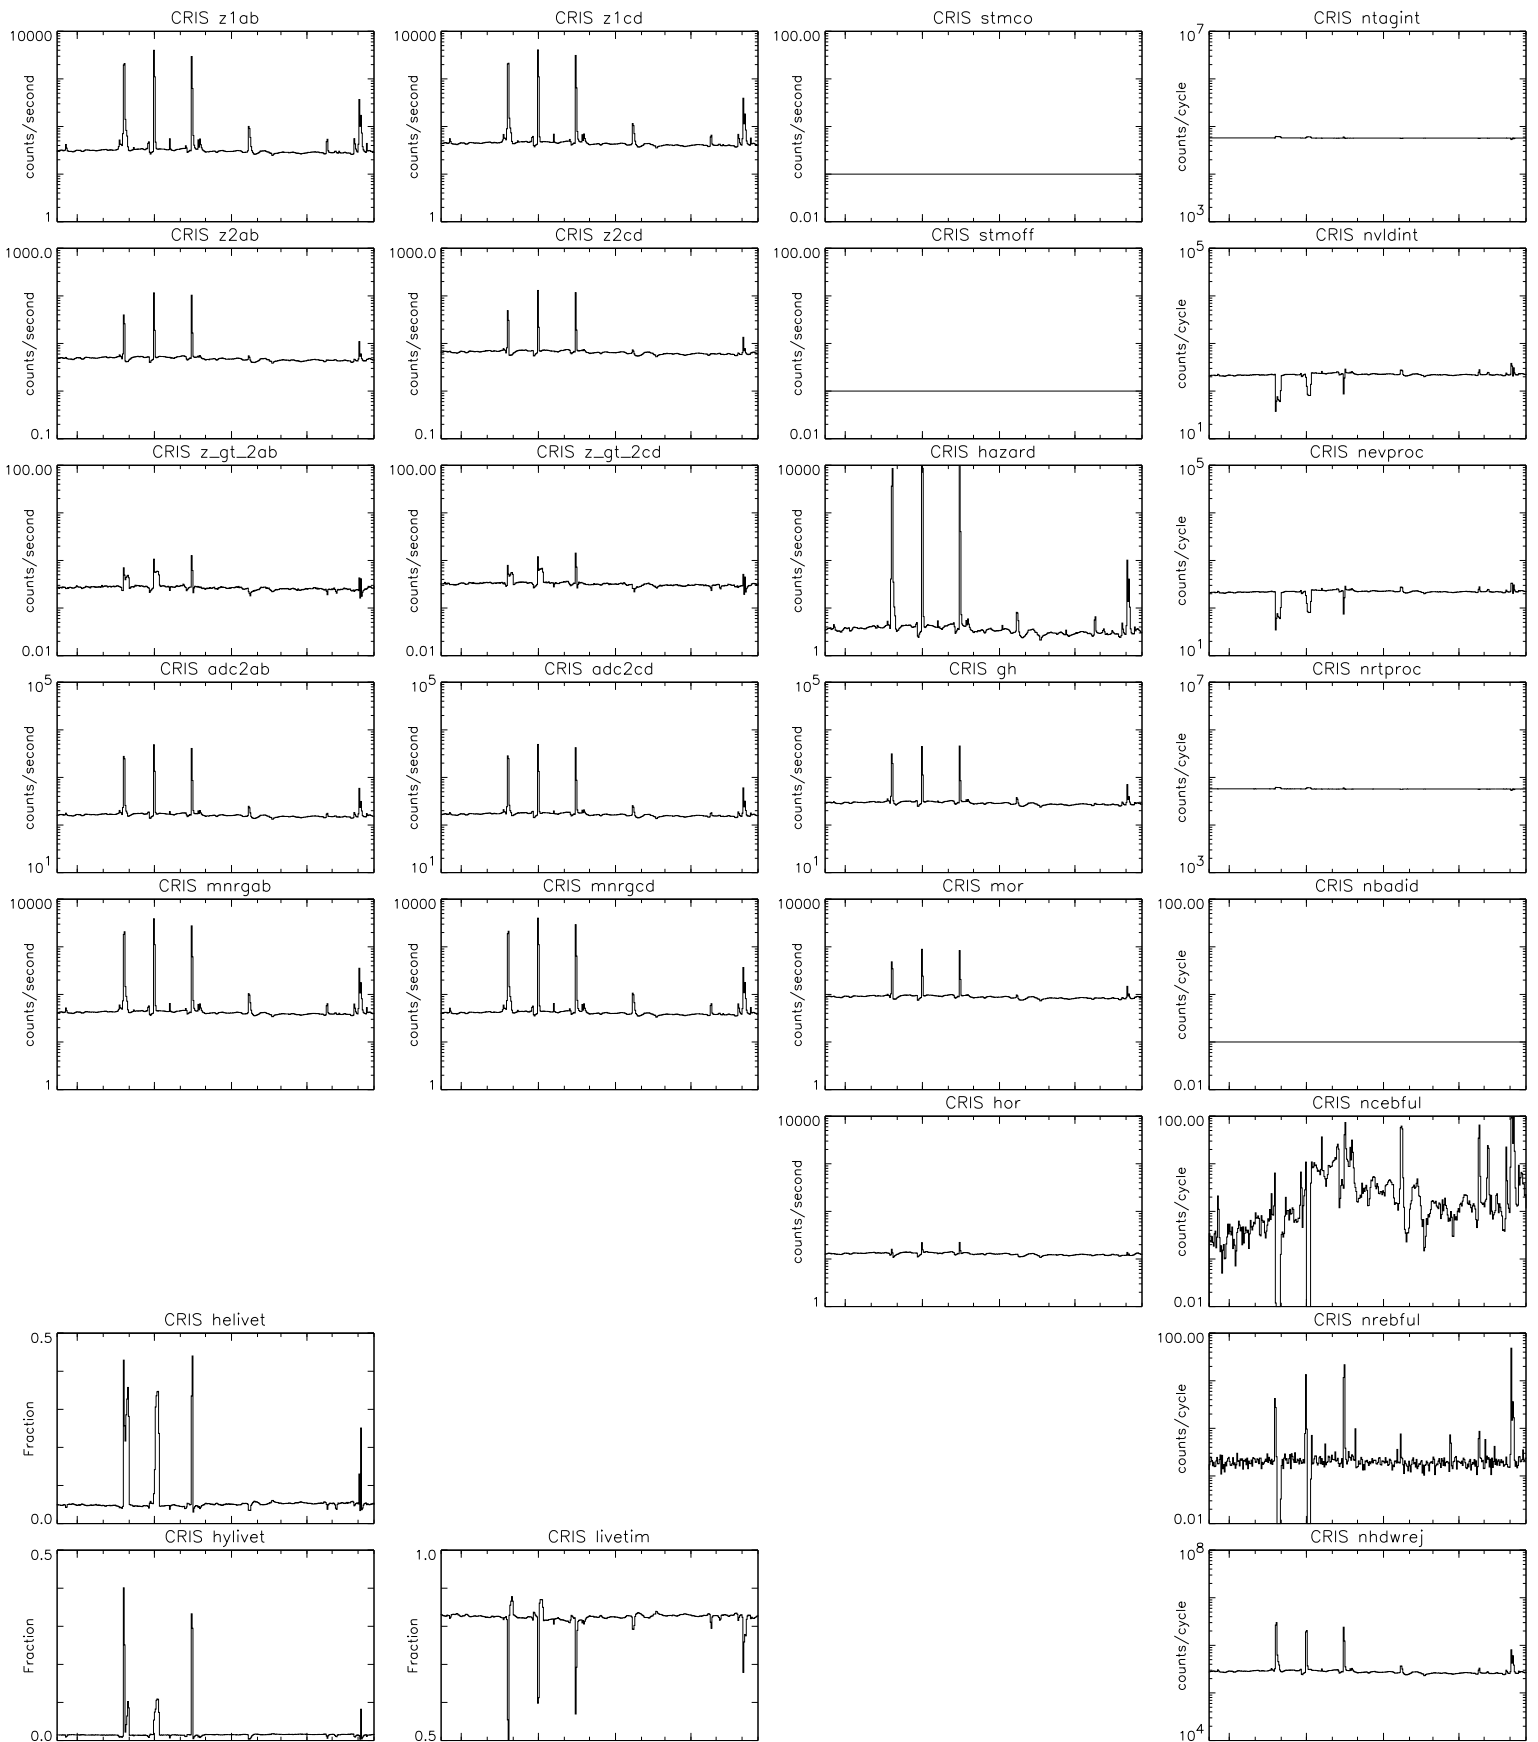 CRIS z1ab
10000
counts/second
1
CRIS z1cd
10000
counts/second
1
CRIS stmco
100.00
counts/second
0.01
CRIS ntagint
10^7
counts/cycle
10^3
CRIS z2ab
1000.0
counts/second
0.1
CRIS z2cd
1000.0
counts/second
0.1
CRIS stmoff
100.00
counts/second
0.01
CRIS nvldint
10^5
counts/cycle
10^1
CRIS z_gt_2ab
100.00
counts/second
0.01
CRIS z_gt_2cd
100.00
counts/second
0.01
CRIS hazard
10000
counts/second
1
CRIS nevproc
10^5
counts/cycle
10^1
CRIS adc2ab
10^5
counts/second
10^1
CRIS adc2cd
10^5
counts/second
10^1
CRIS gh
10^5
counts/second
10^1
CRIS nrtproc
10^7
counts/cycle
10^3
CRIS mnrgab
10000
counts/second
1
CRIS mnrgcd
10000
counts/second
1
CRIS mor
10000
counts/second
1
CRIS nbadid
100.00
counts/cycle
0.01
CRIS hor
10000
counts/second
1
CRIS ncebful
100.00
counts/cycle
0.01
CRIS helivet
0.5
Fraction
0.0
CRIS nrebful
100.00
counts/cycle
0.01
CRIS hylivet
0.5
Fraction
0.0
CRIS livetim
1.0
Fraction
0.5
CRIS nhdwrej
10^8
counts/cycle
10^4